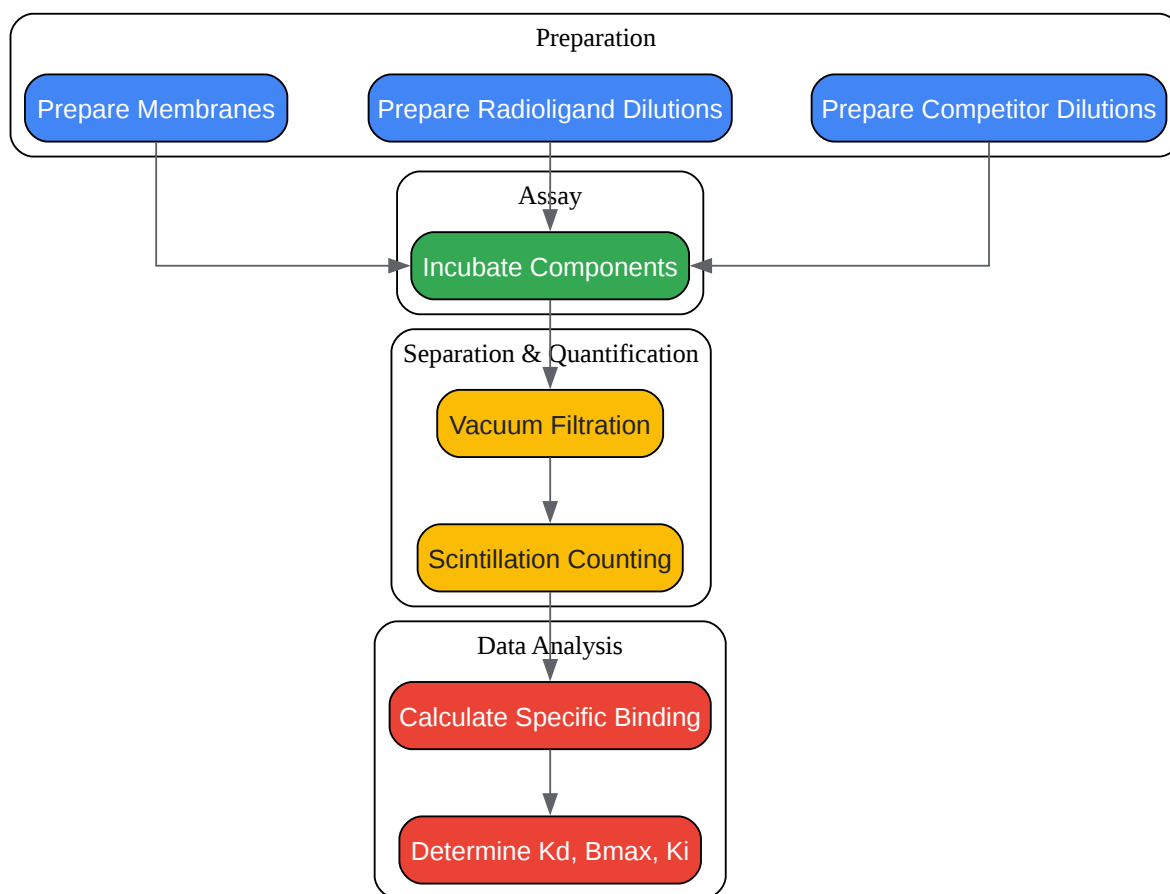 Preparation
Prepare Membranes
Prepare Radioligand Dilutions
Prepare Competitor Dilutions
Assay
Incubate Components
Separation & Quantification
Vacuum Filtration
Scintillation Counting
Data Analysis
Calculate Specific Binding
Determine Kd, Bmax, Ki